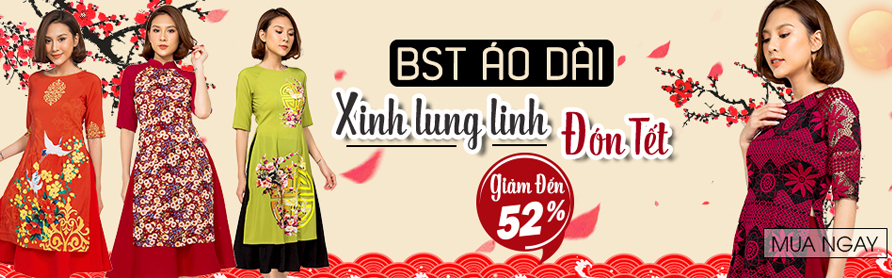 BST ÁO DÀI
Xinh lung linh
Đón Tết
Giảm Đến
52%
MUA NGAY